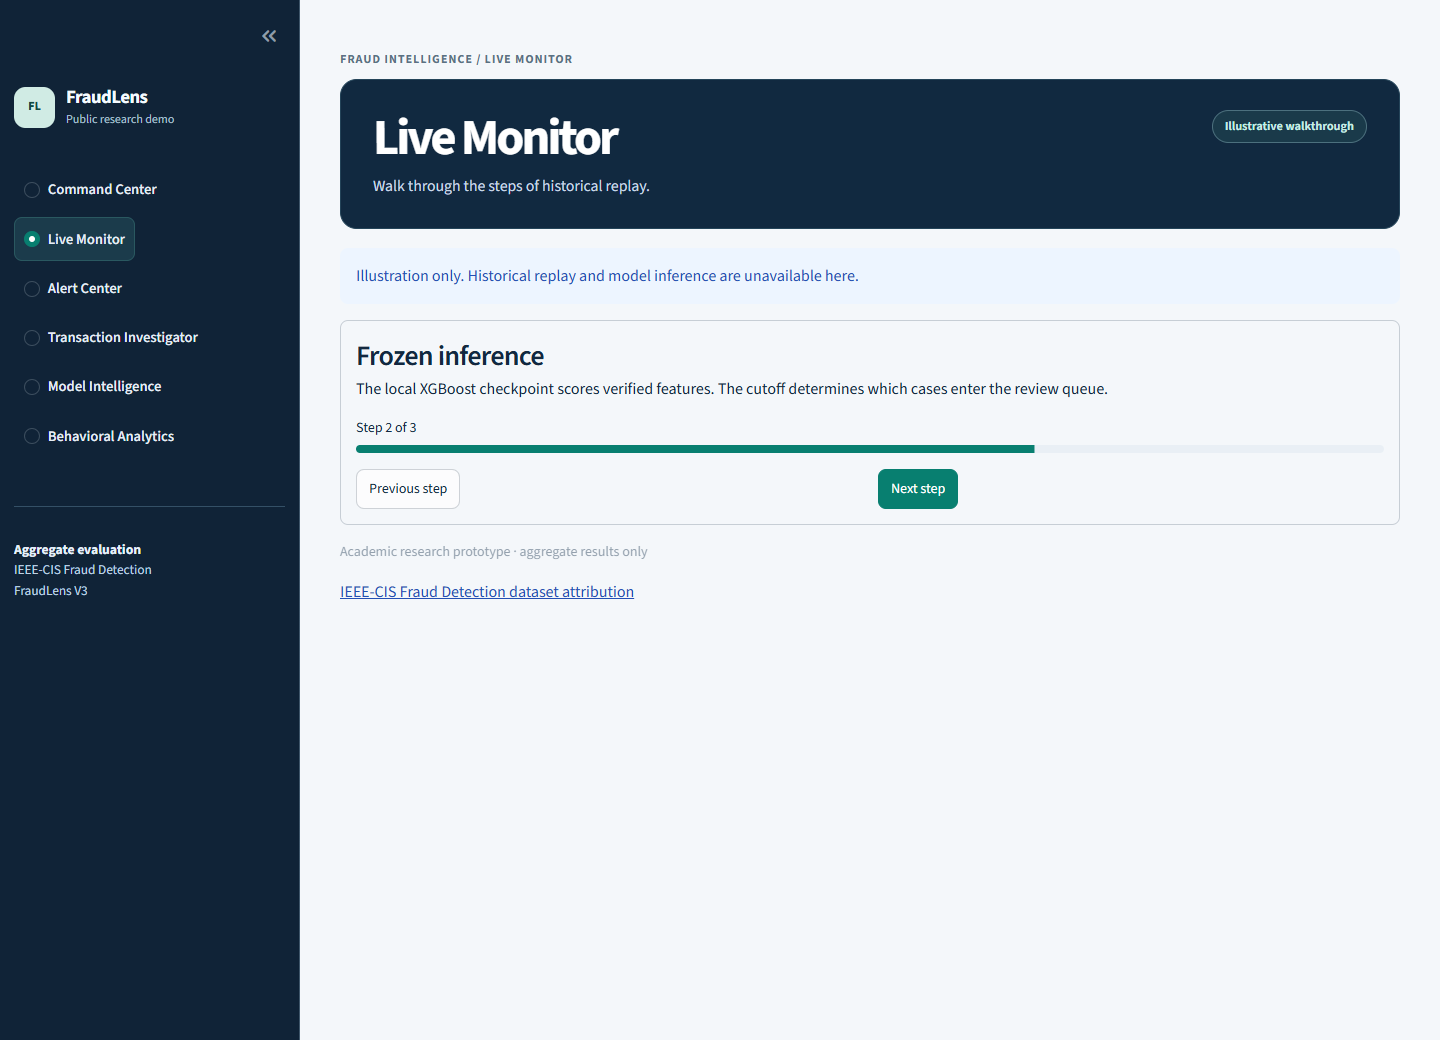 FL
FraudLens
Public research demo
Command Center
Live Monitor
Alert Center
Transaction Investigator
Model Intelligence
Behavioral Analytics
Aggregate evaluation
IEEE-CIS Fraud Detection
FraudLens V3
FRAUD INTELLIGENCE / LIVE MONITOR
Live Monitor
Illustrative walkthrough
Walk through the steps of historical replay.
Illustration only. Historical replay and model inference are unavailable here.
Frozen inference
The local XGBoost checkpoint scores verified features. The cutoff determines which cases enter the review queue.
Step 2 of 3
Previous step
Next step
Academic research prototype · aggregate results only
IEEE-CIS Fraud Detection dataset attribution